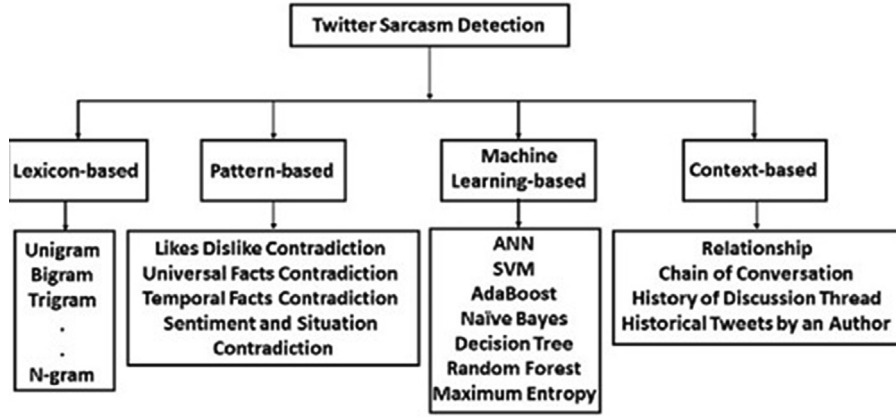 Twitter Sarcasm Detection
Lexicon-based
Pattern-based
Machine
Learning-based
Context-based
Unigram
Bigram
Trigram
.
.
N-gram
Likes Dislike Contradiction
Universal Facts Contradiction
Temporal Facts Contradiction
Sentiment and Situation
Contradiction
ANN
SVM
AdaBoost
Naïve Bayes
Decision Tree
Random Forest
Maximum Entropy
Relationship
Chain of Conversation
History of Discussion Thread
Historical Tweets by an Author